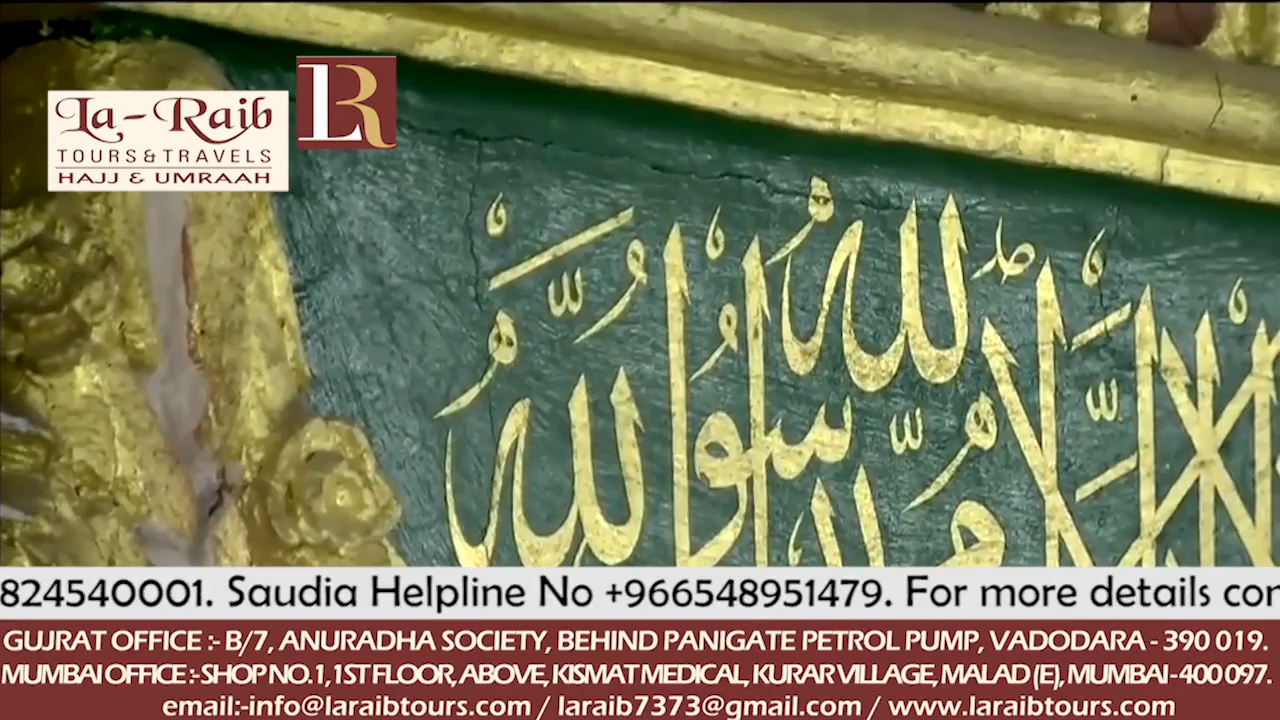 La-Raib
TOURS & TRAVELS
HAJJ & UMRAAH
LR
لا إله إلا الله
محمد رسول الله
824540001. Saudia Helpline No +966548951479. For more details con
GUJRAT OFFICE :- B/7, ANURADHA SOCIETY, BEHIND PANIGATE PETROL PUMP, VADODARA - 390 019.
MUMBAI OFFICE :- SHOP NO. 1, 1ST FLOOR, ABOVE, KISMAT MEDICAL, KURAR VILLAGE, MALAD (E), MUMBAI - 400 097.
email:-info@laraibtours.com / laraib7373@gmail.com / www.laraibtours.com